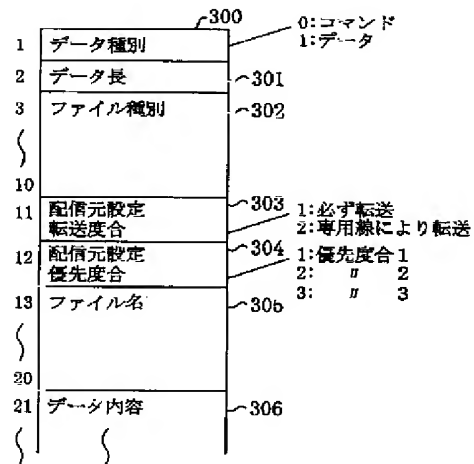 300
1 データ種別
0:コマンド
1:データ
2 データ長 301
3 ファイル種別 302
10
11 配信元設定 303
転送度合
1:必ず転送
2:専用線により転送
12 配信元設定 304
優先度合
1:優先度合1
2: 〃 2
3: 〃 3
13 ファイル名 305
20
21 データ内容 306